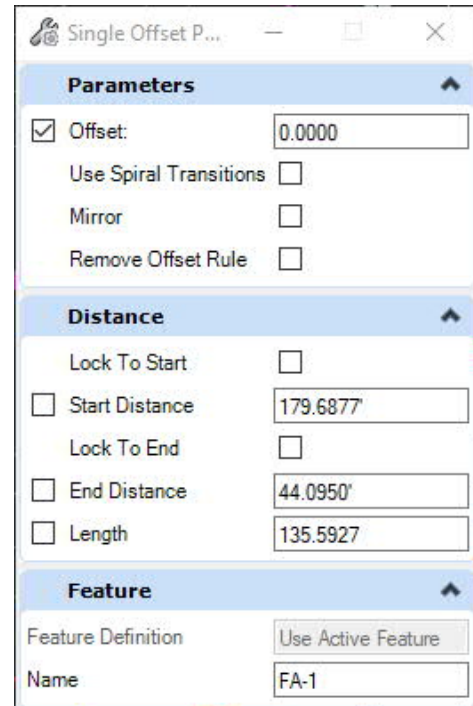 Single Offset P...
Parameters
Offset: 0.0000
Use Spiral Transitions
Mirror
Remove Offset Rule
Distance
Lock To Start
Start Distance 179.6877'
Lock To End
End Distance 44.0950'
Length 135.5927
Feature
Feature Definition Use Active Feature
Name FA-1